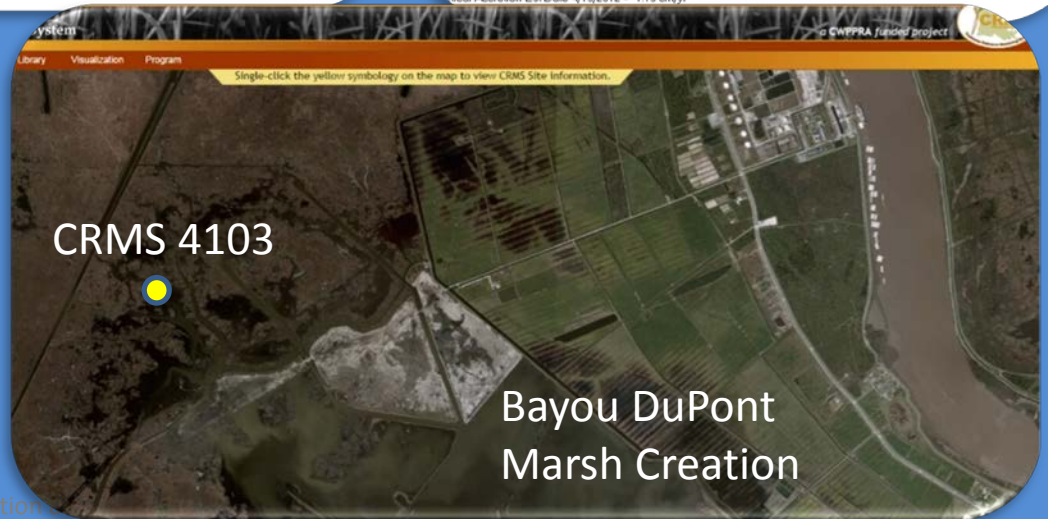 ystem
a CWPPRA funded project
Library Visualization Program
Single-click the yellow symbology on the map to view CRMS Site information.
CRMS 4103
Bayou DuPont
Marsh Creation